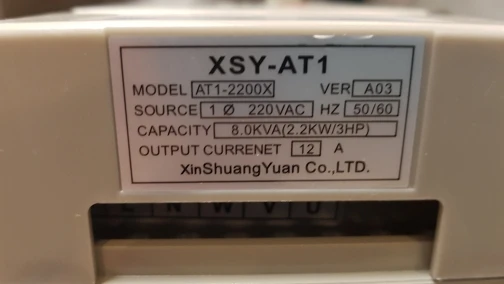 XSY-AT1
MODEL AT1-2200X VER A03
SOURCE 1 Ø 220VAC HZ 50/60
CAPACITY 8.0KVA(2.2KW/3HP)
OUTPUT CURRENET 12 A
XinShuangYuan Co.,LTD.
L N W V U